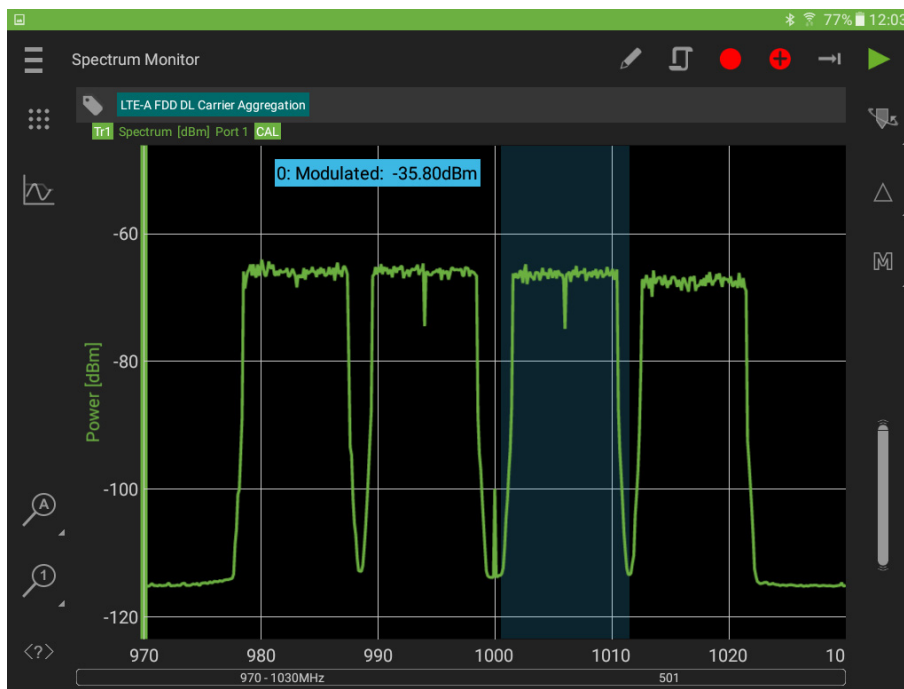 77% 12:03
Spectrum Monitor
LTE-A FDD DL Carrier Aggregation
Tr1 Spectrum [dBm] Port 1 CAL
0: Modulated: -35.80dBm
-60
-80
-100
-120
Power [dBm]
M
A
1
<?>
970 980 990 1000 1010 1020 10
970 - 1030MHz 501